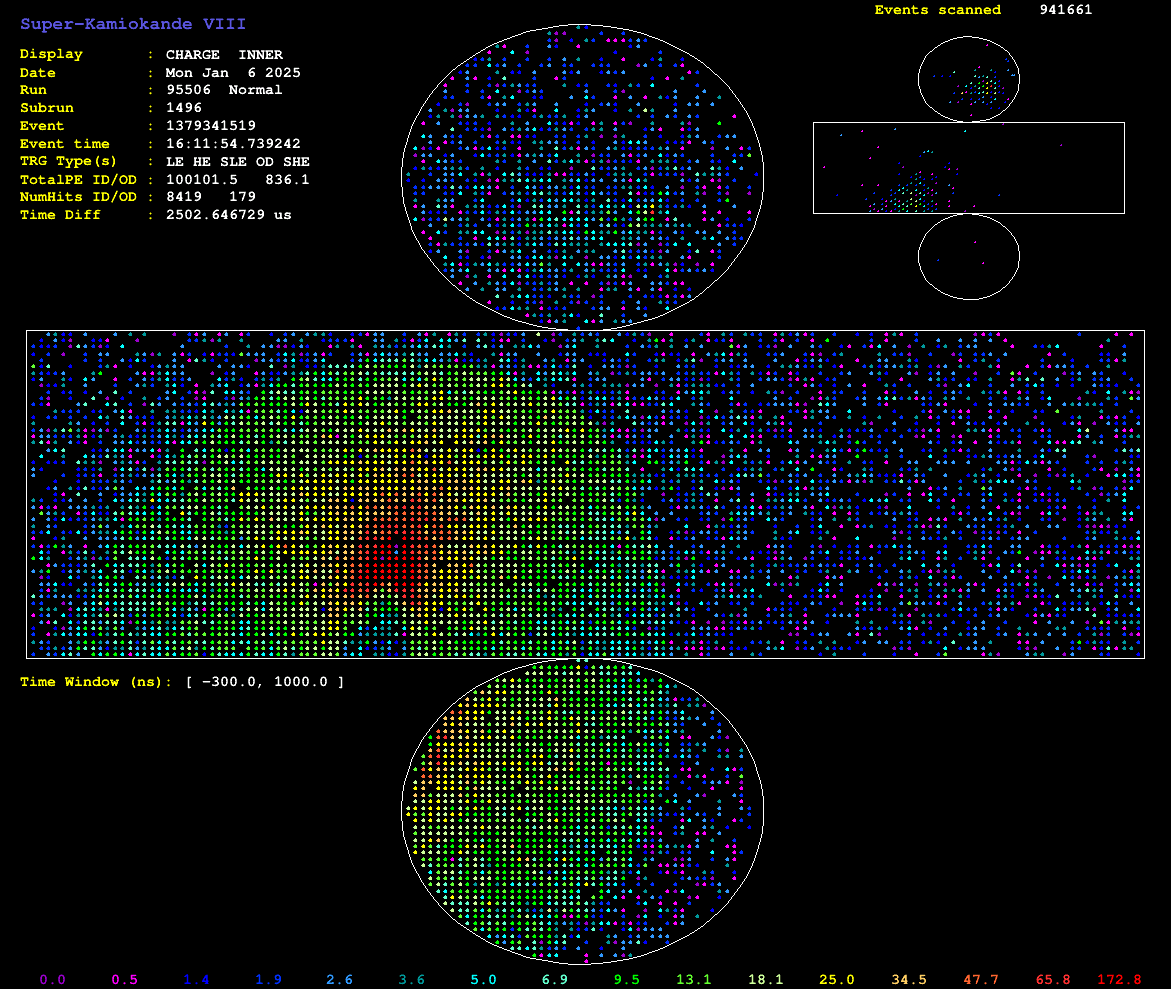 Super-Kamiokande VIII
Events scanned 941661
Display : CHARGE INNER
Date : Mon Jan 6 2025
Run : 95506 Normal
Subrun : 1496
Event : 1379341519
Event time : 16:11:54.739242
TRG Type(s) : LE HE SLE OD SHE
TotalPE ID/OD : 100101.5 836.1
NumHits ID/OD : 8419 179
Time Diff : 2502.646729 us
Time Window (ns): [ -300.0, 1000.0 ]
0.0 0.5 1.4 1.9 2.6 3.6 5.0 6.9 9.5 13.1 18.1 25.0 34.5 47.7 65.8 172.8